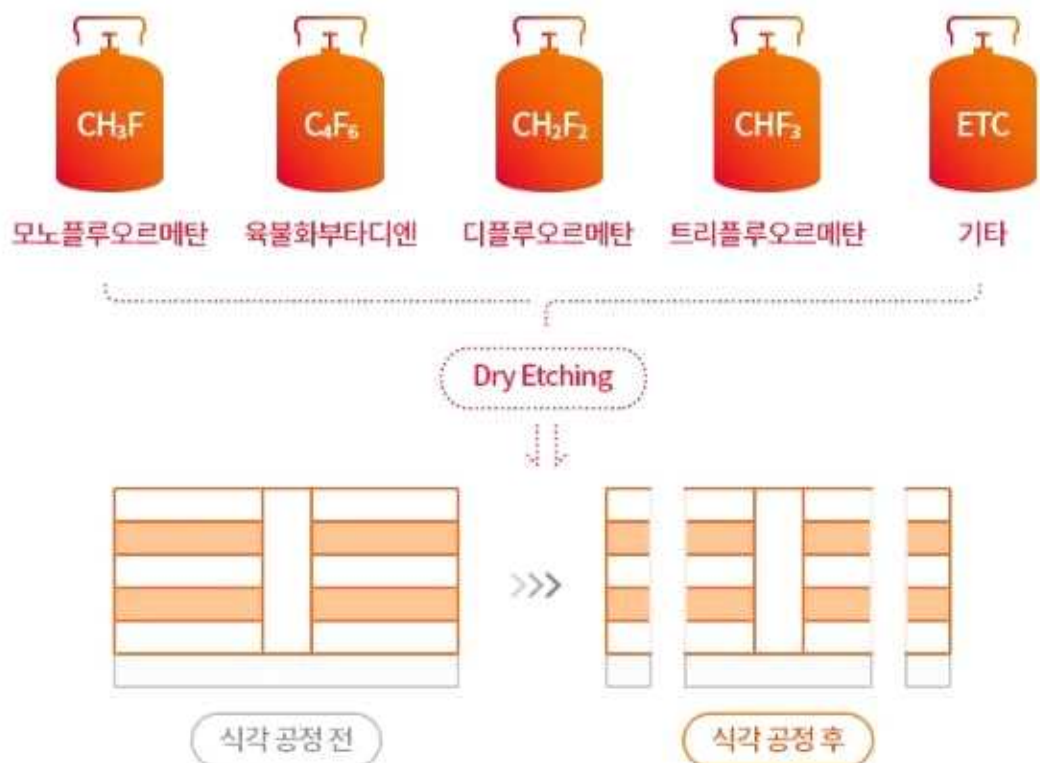 CH₃F
C₄F₆
CH₂F₂
CHF₃
ETC
모노플루오르메탄
육불화부타디엔
디플루오르메탄
트리플루오르메탄
기타
Dry Etching
식각 공정 전
식각 공정 후